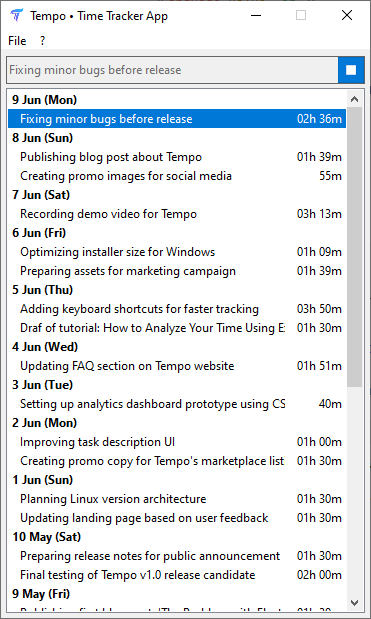 Tempo • Time Tracker App
File ?
Fixing minor bugs before release
9 Jun (Mon)
Fixing minor bugs before release 02h 36m
8 Jun (Sun)
Publishing blog post about Tempo 01h 39m
Creating promo images for social media 55m
7 Jun (Sat)
Recording demo video for Tempo 03h 13m
6 Jun (Fri)
Optimizing installer size for Windows 01h 09m
Preparing assets for marketing campaign 01h 39m
5 Jun (Thu)
Adding keyboard shortcuts for faster tracking 03h 50m
Draf of tutorial: How to Analyze Your Time Using Ex 01h 30m
4 Jun (Wed)
Updating FAQ section on Tempo website 01h 51m
3 Jun (Tue)
Setting up analytics dashboard prototype using CS 40m
2 Jun (Mon)
Improving task description UI 01h 00m
Creating promo copy for Tempo's marketplace list 01h 30m
1 Jun (Sun)
Planning Linux version architecture 01h 30m
Updating landing page based on user feedback 01h 30m
10 May (Sat)
Preparing release notes for public announcement 01h 30m
Final testing of Tempo v1.0 release candidate 02h 00m
9 May (Fri)